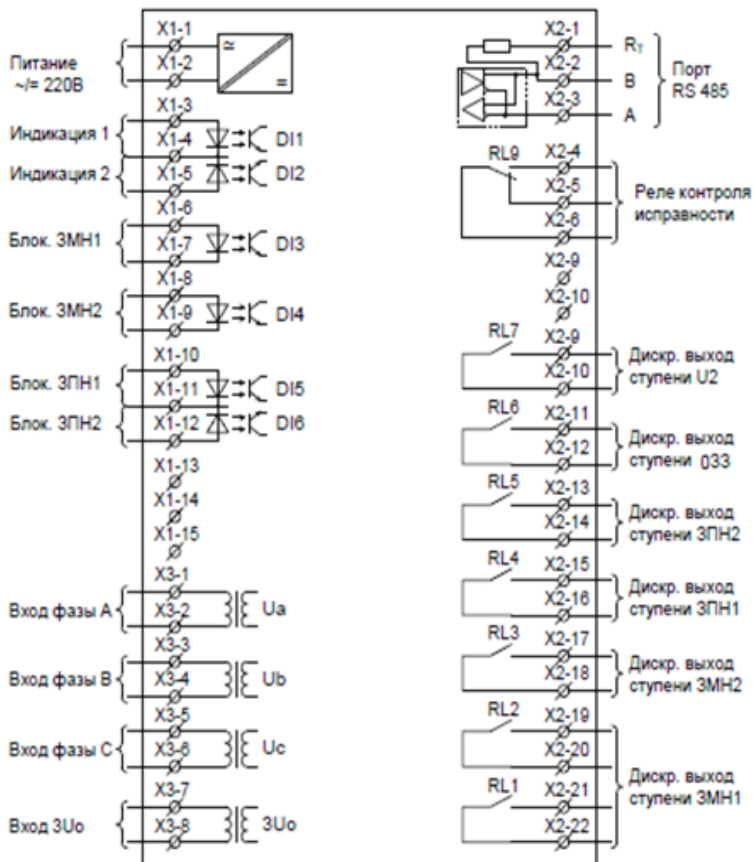 X1-1
Питание
~/= 220В
X1-2
≃
=
X1-3
Индикация 1
X1-4
DI1
Индикация 2
X1-5
DI2
X1-6
Блок. ЗМН1
X1-7
DI3
X1-8
Блок. ЗМН2
X1-9
DI4
X1-10
Блок. ЗПН1
X1-11
DI5
Блок. ЗПН2
X1-12
DI6
X1-13
X1-14
X1-15
X3-1
Вход фазы A
X3-2
Ua
X3-3
Вход фазы B
X3-4
Ub
X3-5
Вход фазы C
X3-6
Uc
X3-7
Вход 3Uo
X3-8
3Uo
X2-1
RT
X2-2
B
X2-3
A
Порт
RS 485
RL9
X2-4
X2-5
X2-6
Реле контроля
исправности
X2-9
X2-10
RL7
X2-9
X2-10
Дискр. выход
ступени U2
RL6
X2-11
X2-12
Дискр. выход
ступени 033
RL5
X2-13
X2-14
Дискр. выход
ступени ЗПН2
RL4
X2-15
X2-16
Дискр. выход
ступени ЗПН1
RL3
X2-17
X2-18
Дискр. выход
ступени ЗМН2
RL2
X2-19
X2-20
RL1
X2-21
X2-22
Дискр. выход
ступени ЗМН1